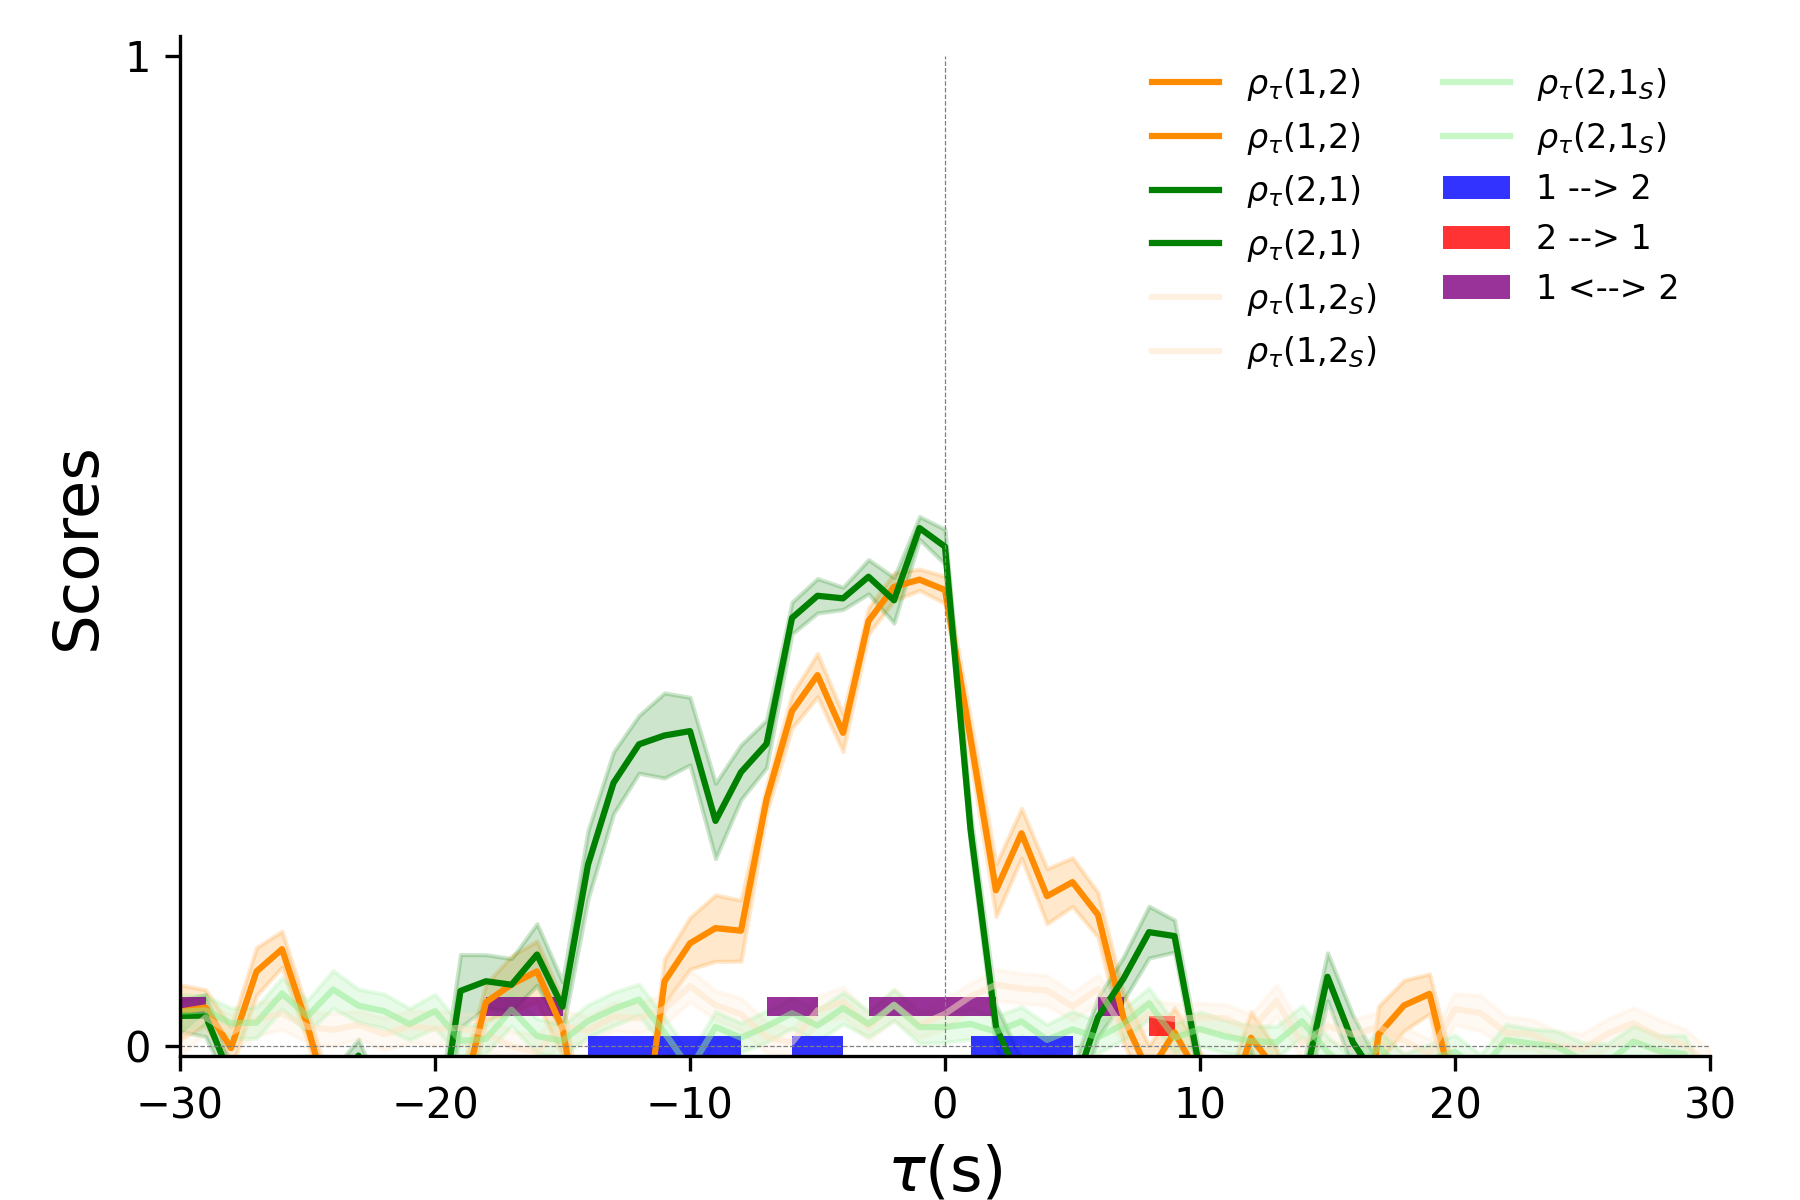 1
ρτ(1,2)
ρτ(1,2)
ρτ(2,1)
ρτ(2,1)
ρτ(1,2S)
ρτ(1,2S)
ρτ(2,1S)
ρτ(2,1S)
1 --> 2
2 --> 1
1 <--> 2
Scores
0
−30 −20 −10 0 10 20 30
τ(s)